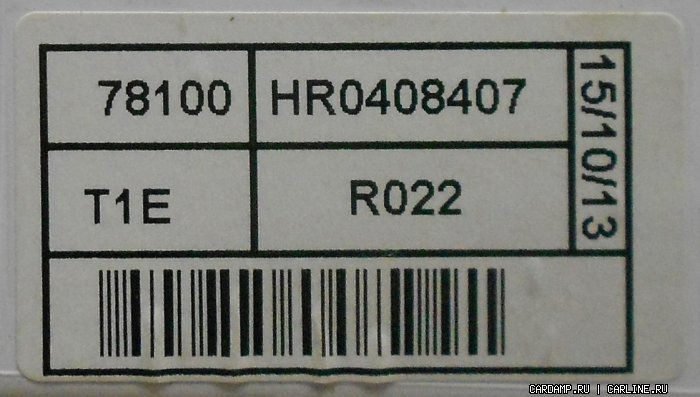 78100 HR0408407
15/10/13
T1E R022
CARDAMP.RU | CARLINE.RU